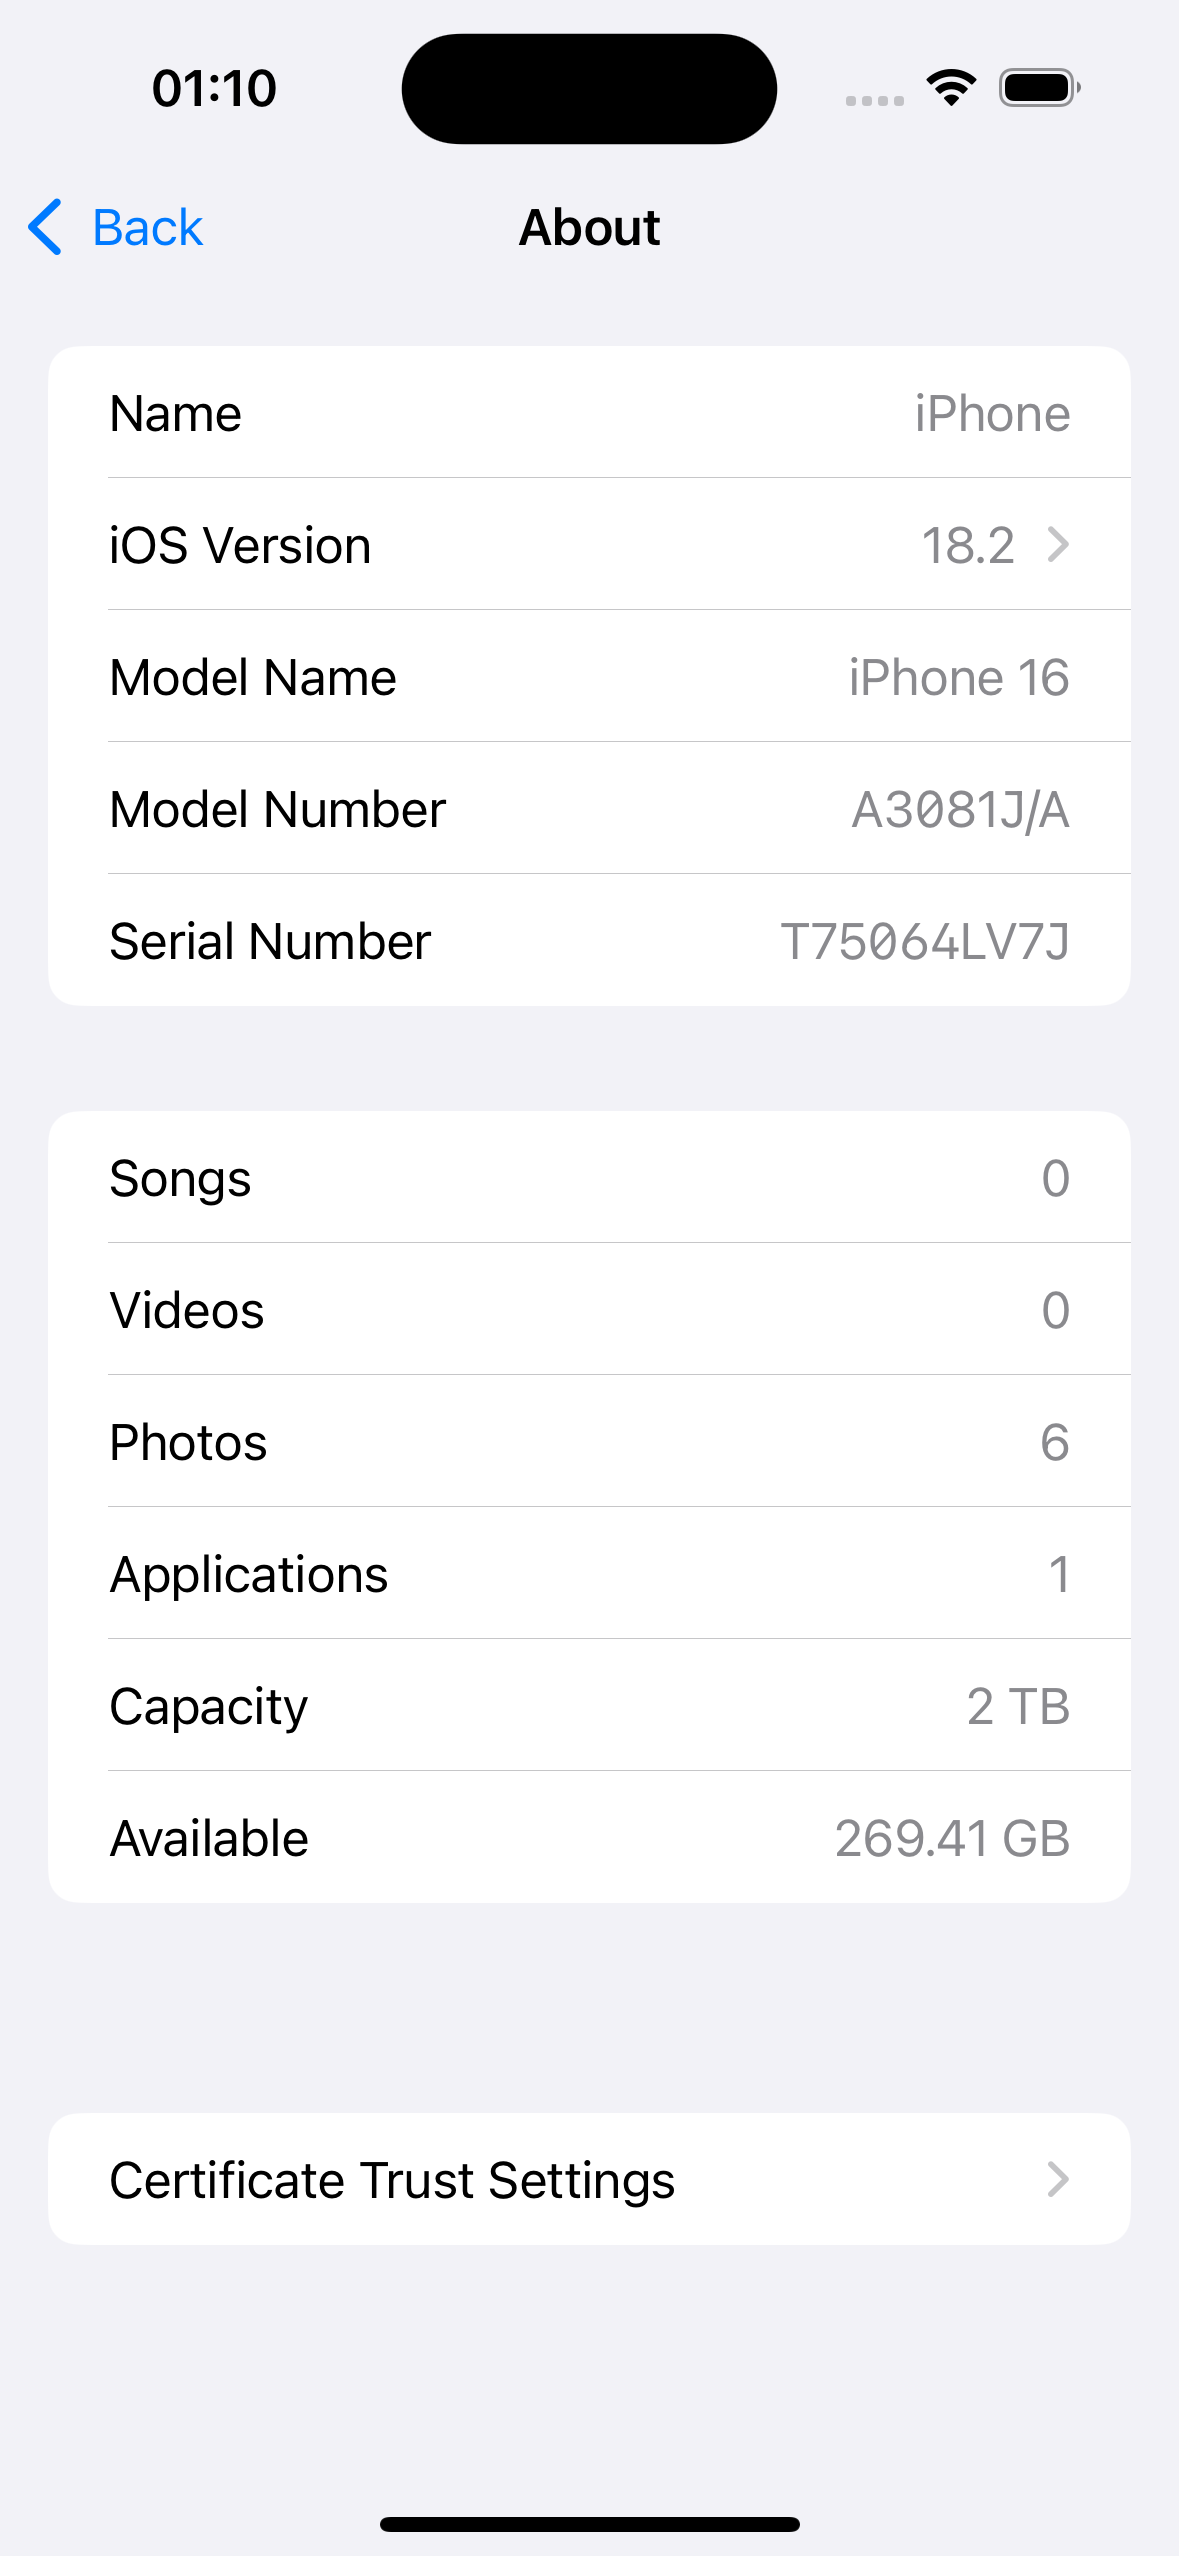 01:10
Back
About
Name iPhone
iOS Version 18.2
Model Name iPhone 16
Model Number A3081J/A
Serial Number T75064LV7J
Songs 0
Videos 0
Photos 6
Applications 1
Capacity 2 TB
Available 269.41 GB
Certificate Trust Settings